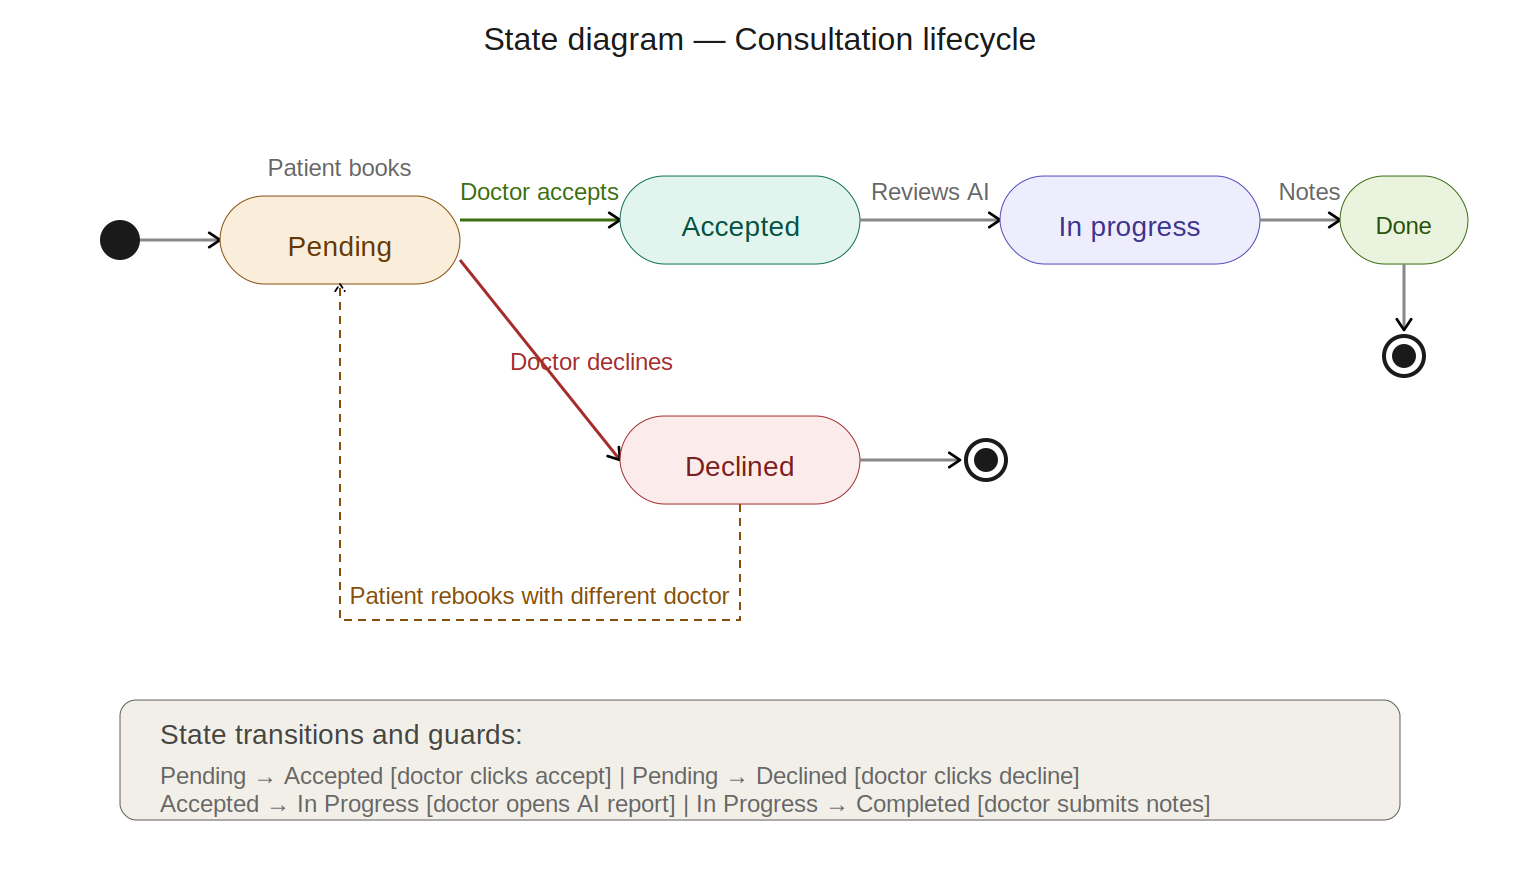 State diagram — Consultation lifecycle
Patient books
Doctor accepts
Reviews AI
Notes
Pending
Accepted
In progress
Done
Doctor declines
Declined
Patient rebooks with different doctor
State transitions and guards:
Pending → Accepted [doctor clicks accept] | Pending → Declined [doctor clicks decline]
Accepted → In Progress [doctor opens AI report] | In Progress → Completed [doctor submits notes]